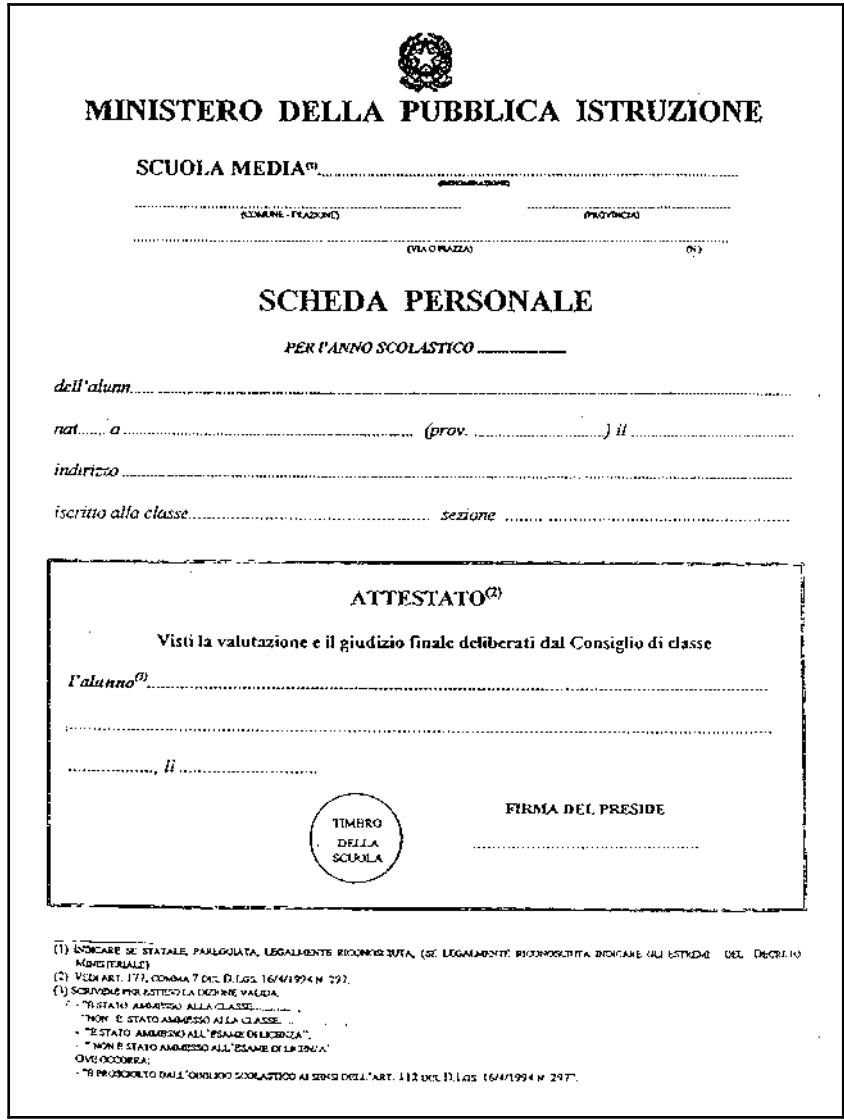 MINISTERO DELLA PUBBLICA ISTRUZIONE
SCUOLA MEDIA(1)
(DENOMINAZIONE)
(COMUNE - FRAZIONE) (PROVINCIA)
(VIA O PIAZZA) (N.)
SCHEDA PERSONALE
PER l'ANNO SCOLASTICO
dell'alunn
nat a (prov. ) il
indirizzo
iscritto alla classe sezione
ATTESTATO(2)
Visti la valutazione e il giudizio finale deliberati dal Consiglio di classe
l'alunno(3)
, lì
FIRMA DEL PRESIDE
TIMBRO
DELLA
SCUOLA
(1) INDICARE SE STATALE, PAREGGIATA, LEGALMENTE RICONOSCIUTA, (SE LEGALMENTE RICONOSCIUTA INDICARE GLI ESTREMI DEL DECRETO
MINISTERIALE)
(2) VEDI ART. 177, COMMA 7 DEL D.LGS. 16/4/1994 N. 297.
(3) SCRIVERE PER ESTESO LA DIZIONE VALIDA.
- "È STATO AMMESSO ALLA CLASSE
"NON È STATO AMMESSO ALLA CLASSE
- "È STATO AMMESSO ALL'ESAME DI LICENZA",
- "NON È STATO AMMESSO ALL'ESAME DI LICENZA"
OVE OCCORRA:
- "È PROSCIOLTO DALL'OBBLIGO SCOLASTICO AI SENSI DELL'ART. 112 DEL D.LGS. 16/4/1994 N. 297".